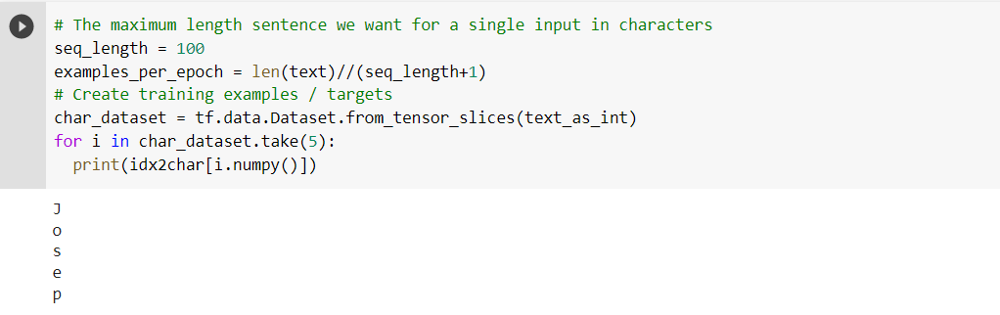 # The maximum length sentence we want for a single input in characters
seq_length = 100
examples_per_epoch = len(text)//(seq_length+1)
# Create training examples / targets
char_dataset = tf.data.Dataset.from_tensor_slices(text_as_int)
for i in char_dataset.take(5):
  print(idx2char[i.numpy()])
J
o
s
e
p